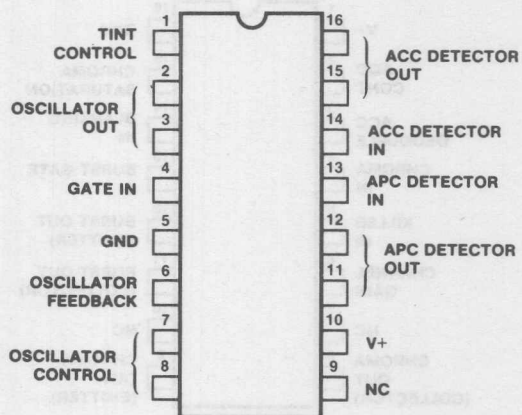 1
TINT
CONTROL
2
OSCILLATOR
OUT
3
4
GATE IN
5
GND
6
OSCILLATOR
FEEDBACK
7
OSCILLATOR
CONTROL
8
16
ACC DETECTOR
OUT
15
14
ACC DETECTOR
IN
13
APC DETECTOR
IN
12
APC DETECTOR
OUT
11
10
V+
9
NC